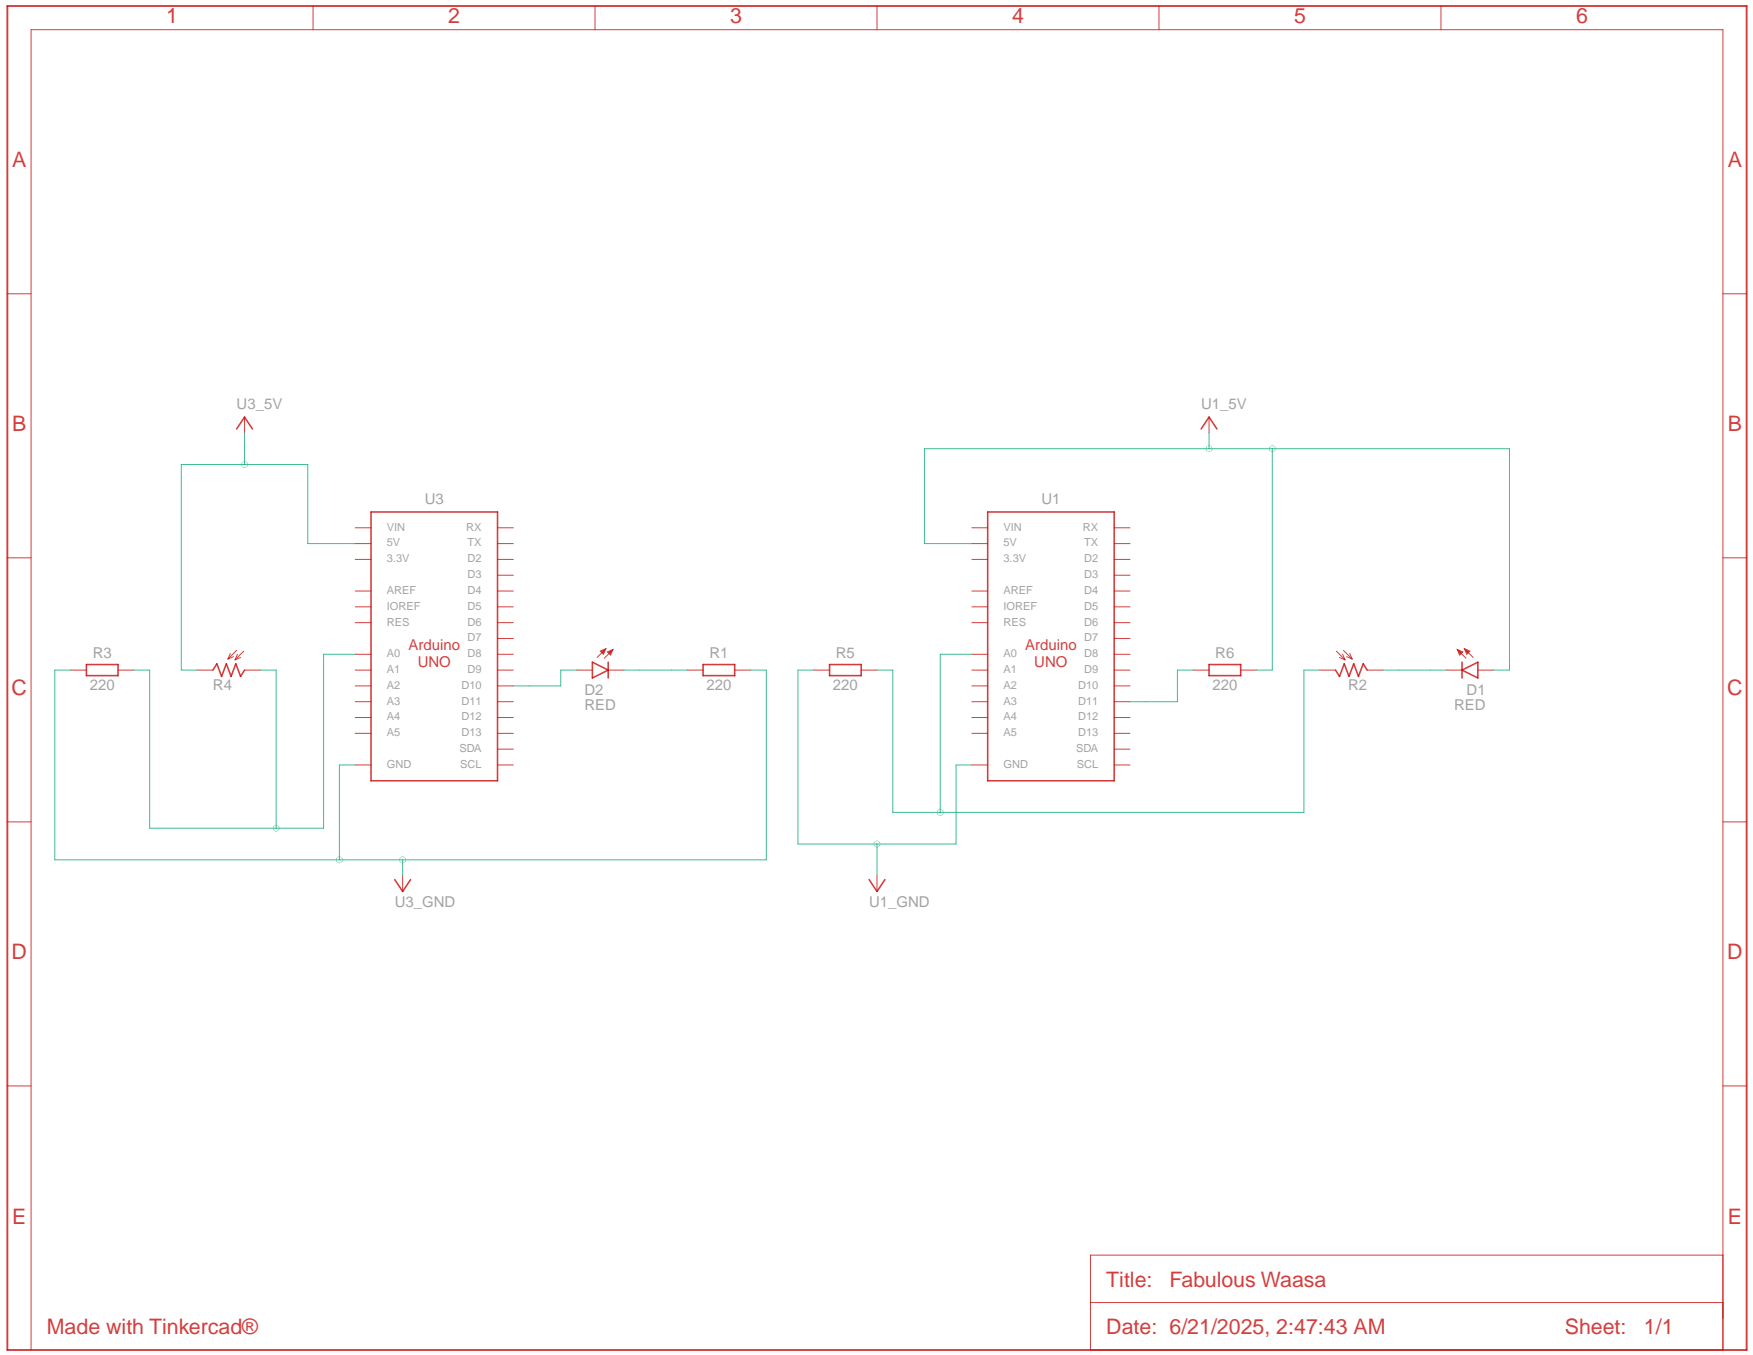 1 2 3 4 5 6
A A
B B
C C
D D
E E
U3_5V
U1_5V
U3
VIN RX
5V TX
3.3V D2
D3
AREF D4
IOREF D5
RES D6
D7
A0 D8
A1 D9
A2 D10
A3 D11
A4 D12
A5 D13
SDA
GND SCL
Arduino
UNO
R3
220
R4
D2
RED
R1
220
U3_GND
U1
VIN RX
5V TX
3.3V D2
D3
AREF D4
IOREF D5
RES D6
D7
A0 D8
A1 D9
A2 D10
A3 D11
A4 D12
A5 D13
SDA
GND SCL
Arduino
UNO
R5
220
R6
220
R2
D1
RED
U1_GND
Title: Fabulous Waasa
Date: 6/21/2025, 2:47:43 AM Sheet: 1/1
Made with Tinkercad®